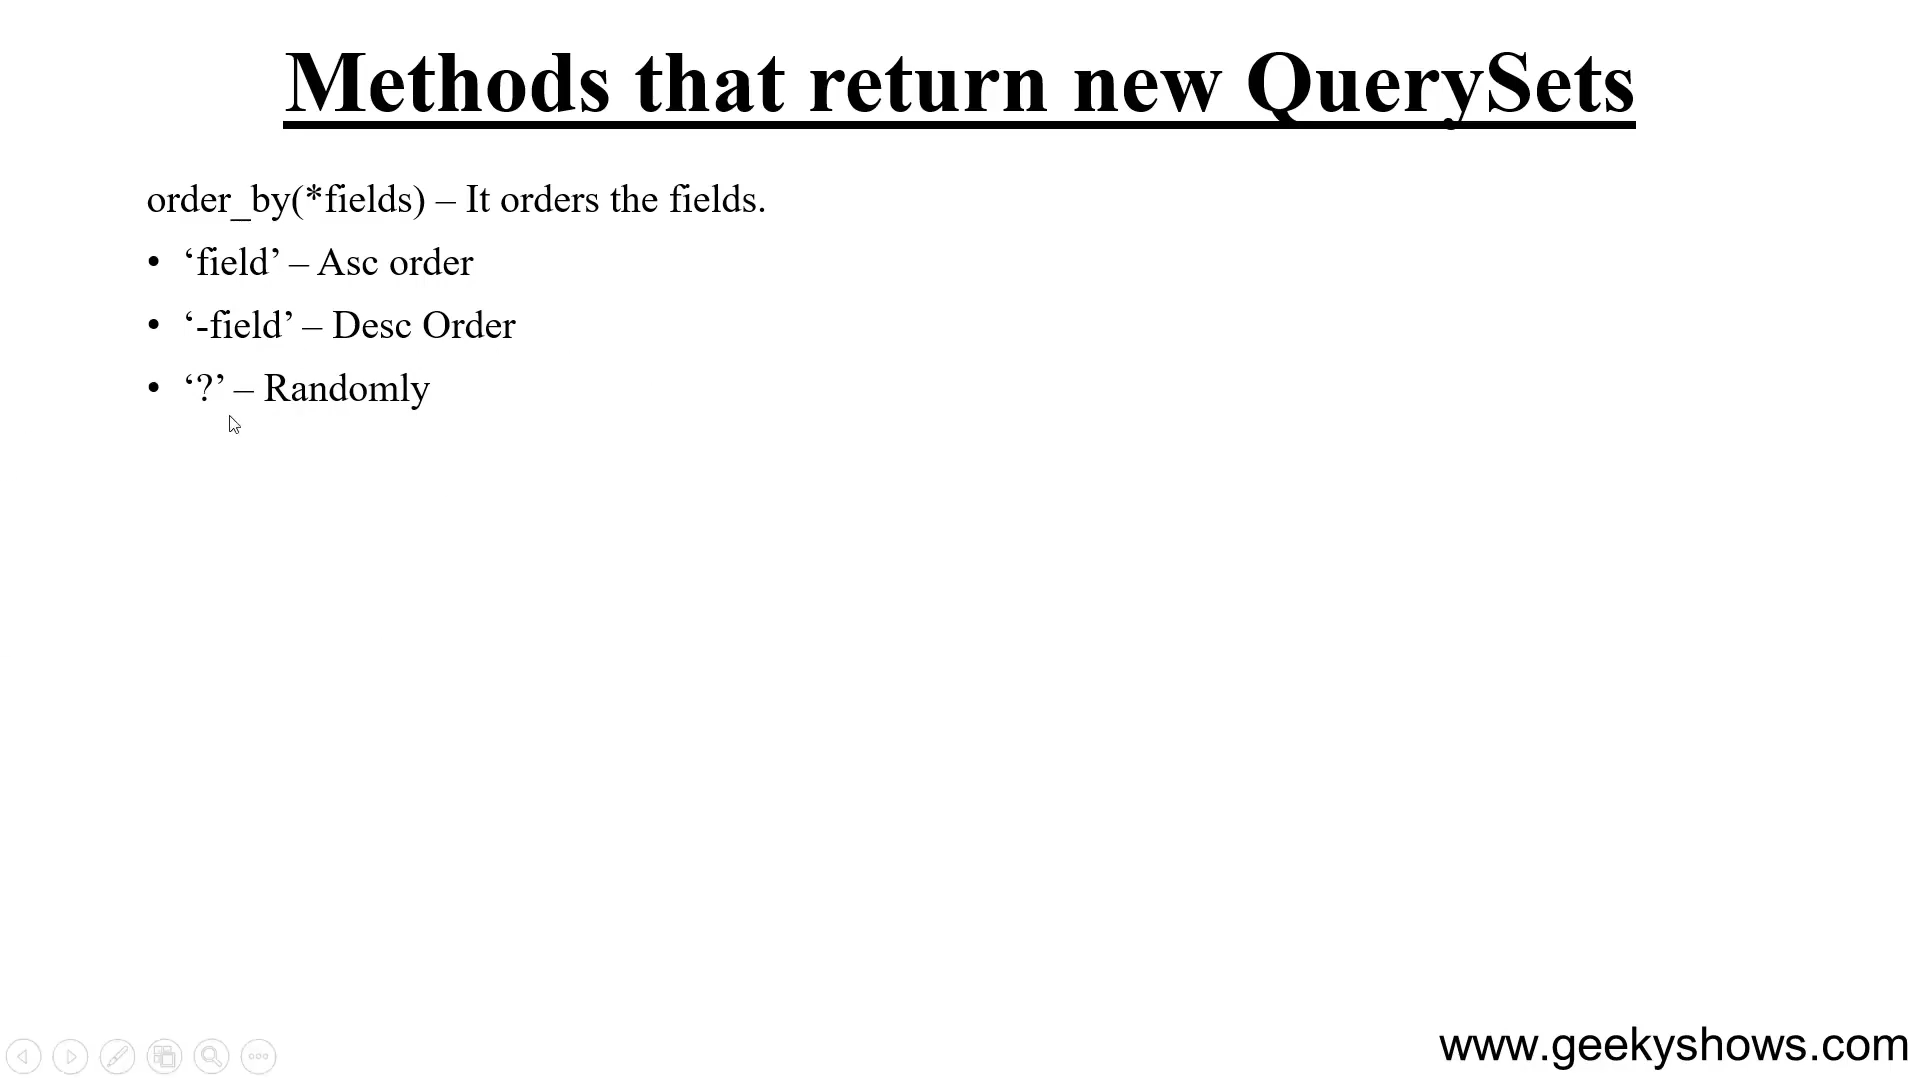 Methods that return new QuerySets
order_by(*fields) – It orders the fields.
• ‘field’ – Asc order
• ‘-field’ – Desc Order
• ‘?’ – Randomly
www.geekyshows.com